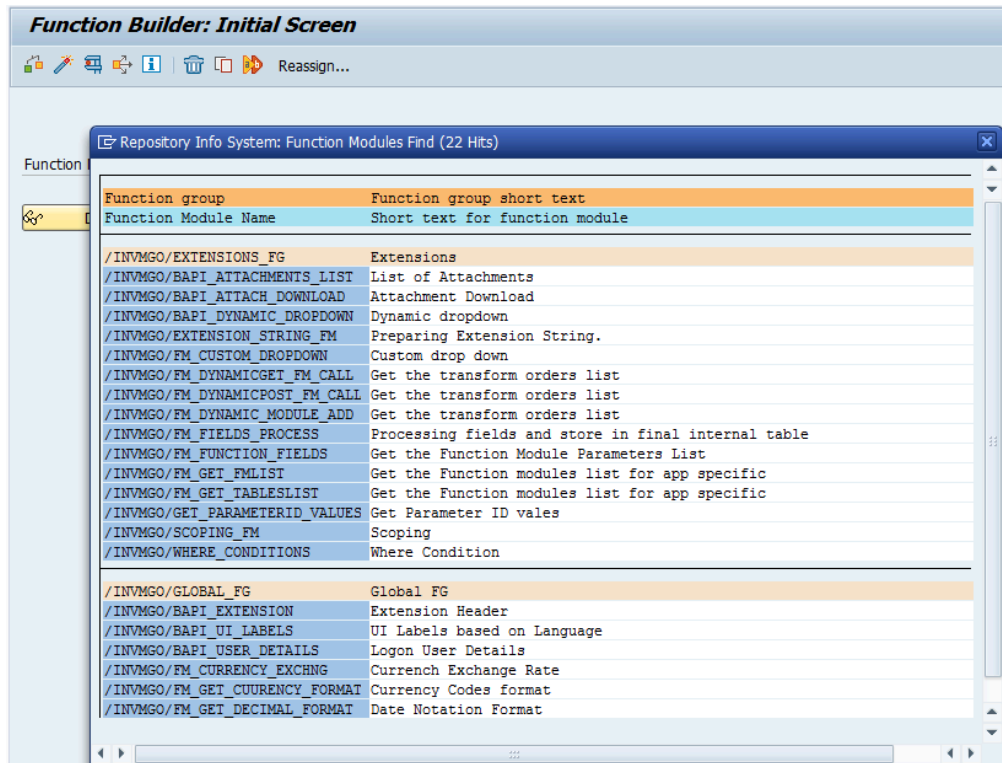 Function Builder: Initial Screen
Reassign...
Function
Repository Info System: Function Modules Find (22 Hits)
Function group Function group short text
Function Module Name Short text for function module
/INVMGO/EXTENSIONS_FG Extensions
/INVMGO/BAPI_ATTACHMENTS_LIST List of Attachments
/INVMGO/BAPI_ATTACH_DOWNLOAD Attachment Download
/INVMGO/BAPI_DYNAMIC_DROPDOWN Dynamic dropdown
/INVMGO/EXTENSION_STRING_FM Preparing Extension String.
/INVMGO/FM_CUSTOM_DROPDOWN Custom drop down
/INVMGO/FM_DYNAMICGET_FM_CALL Get the transform orders list
/INVMGO/FM_DYNAMICPOST_FM_CALL Get the transform orders list
/INVMGO/FM_DYNAMIC_MODULE_ADD Get the transform orders list
/INVMGO/FM_FIELDS_PROCESS Processing fields and store in final internal table
/INVMGO/FM_FUNCTION_FIELDS Get the Function Module Parameters List
/INVMGO/FM_GET_FMLIST Get the Function modules list for app specific
/INVMGO/FM_GET_TABLESLIST Get the Function modules list for app specific
/INVMGO/GET_PARAMETERID_VALUES Get Parameter ID vales
/INVMGO/SCOPING_FM Scoping
/INVMGO/WHERE_CONDITIONS Where Condition
/INVMGO/GLOBAL_FG Global FG
/INVMGO/BAPI_EXTENSION Extension Header
/INVMGO/BAPI_UI_LABELS UI Labels based on Language
/INVMGO/BAPI_USER_DETAILS Logon User Details
/INVMGO/FM_CURRENCY_EXCHNG Currench Exchange Rate
/INVMGO/FM_GET_CUURENCY_FORMAT Currency Codes format
/INVMGO/FM_GET_DECIMAL_FORMAT Date Notation Format